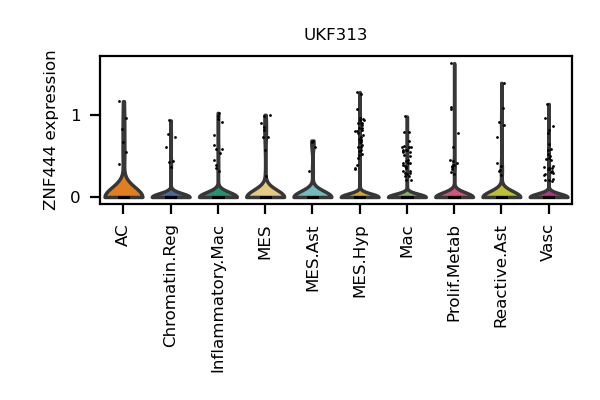 UKF313
ZNF444 expression
1
0
AC
Chromatin.Reg
Inflammatory.Mac
MES
MES.Ast
MES.Hyp
Mac
Prolif.Metab
Reactive.Ast
Vasc